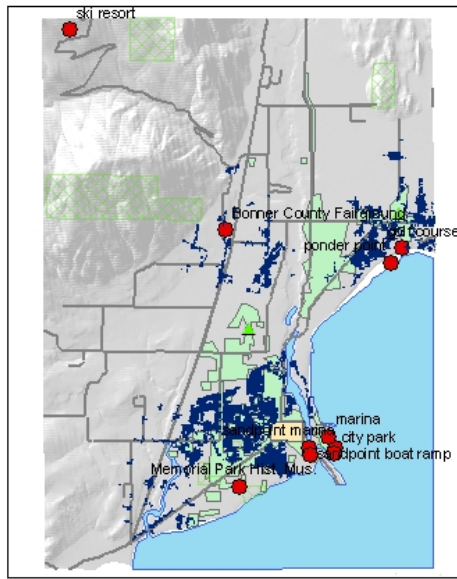 ski resort
Bonner County Fairground
golf course
ponder point
marina
sandpoint marina
city park
sandpoint boat ramp
Memorial Park Hist. Mus.